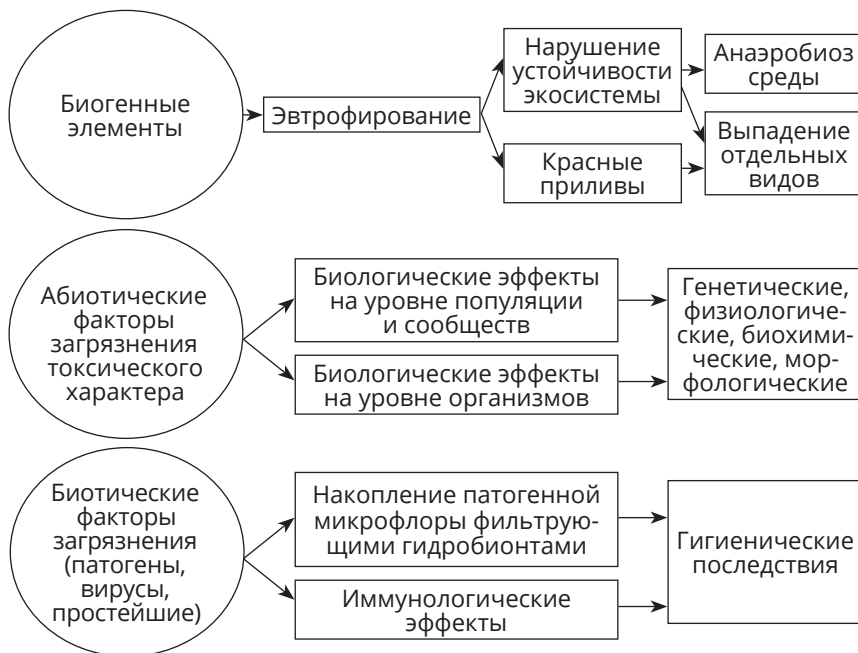 Биогенные
элементы
Эвтрофирование
Нарушение
устойчивости
экосистемы
Анаэробиоз
среды
Красные
приливы
Выпадение
отдельных
видов
Абиотические
факторы
загрязнения
токсического
характера
Биологические эффекты
на уровне популяции
и сообществ
Биологические эффекты
на уровне организмов
Генетические,
физиологиче-
ские, биохими-
ческие, мор-
фологические
Биотические
факторы
загрязнения
(патогены,
вирусы,
простейшие)
Накопление патогенной
микрофлоры фильтрую-
щими гидробионтами
Иммунологические
эффекты
Гигиенические
последствия